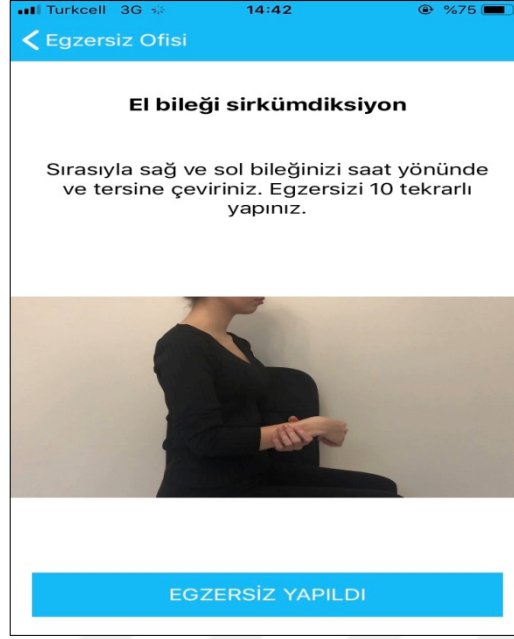 Turkcell 3G 14:42 %75
Egzersiz Ofisi
El bileği sirkümdiksiyon
Sırasıyla sağ ve sol bileğinizi saat yönünde
ve tersine çeviriniz. Egzersizi 10 tekrarlı
yapınız.
EGZERSİZ YAPILDI